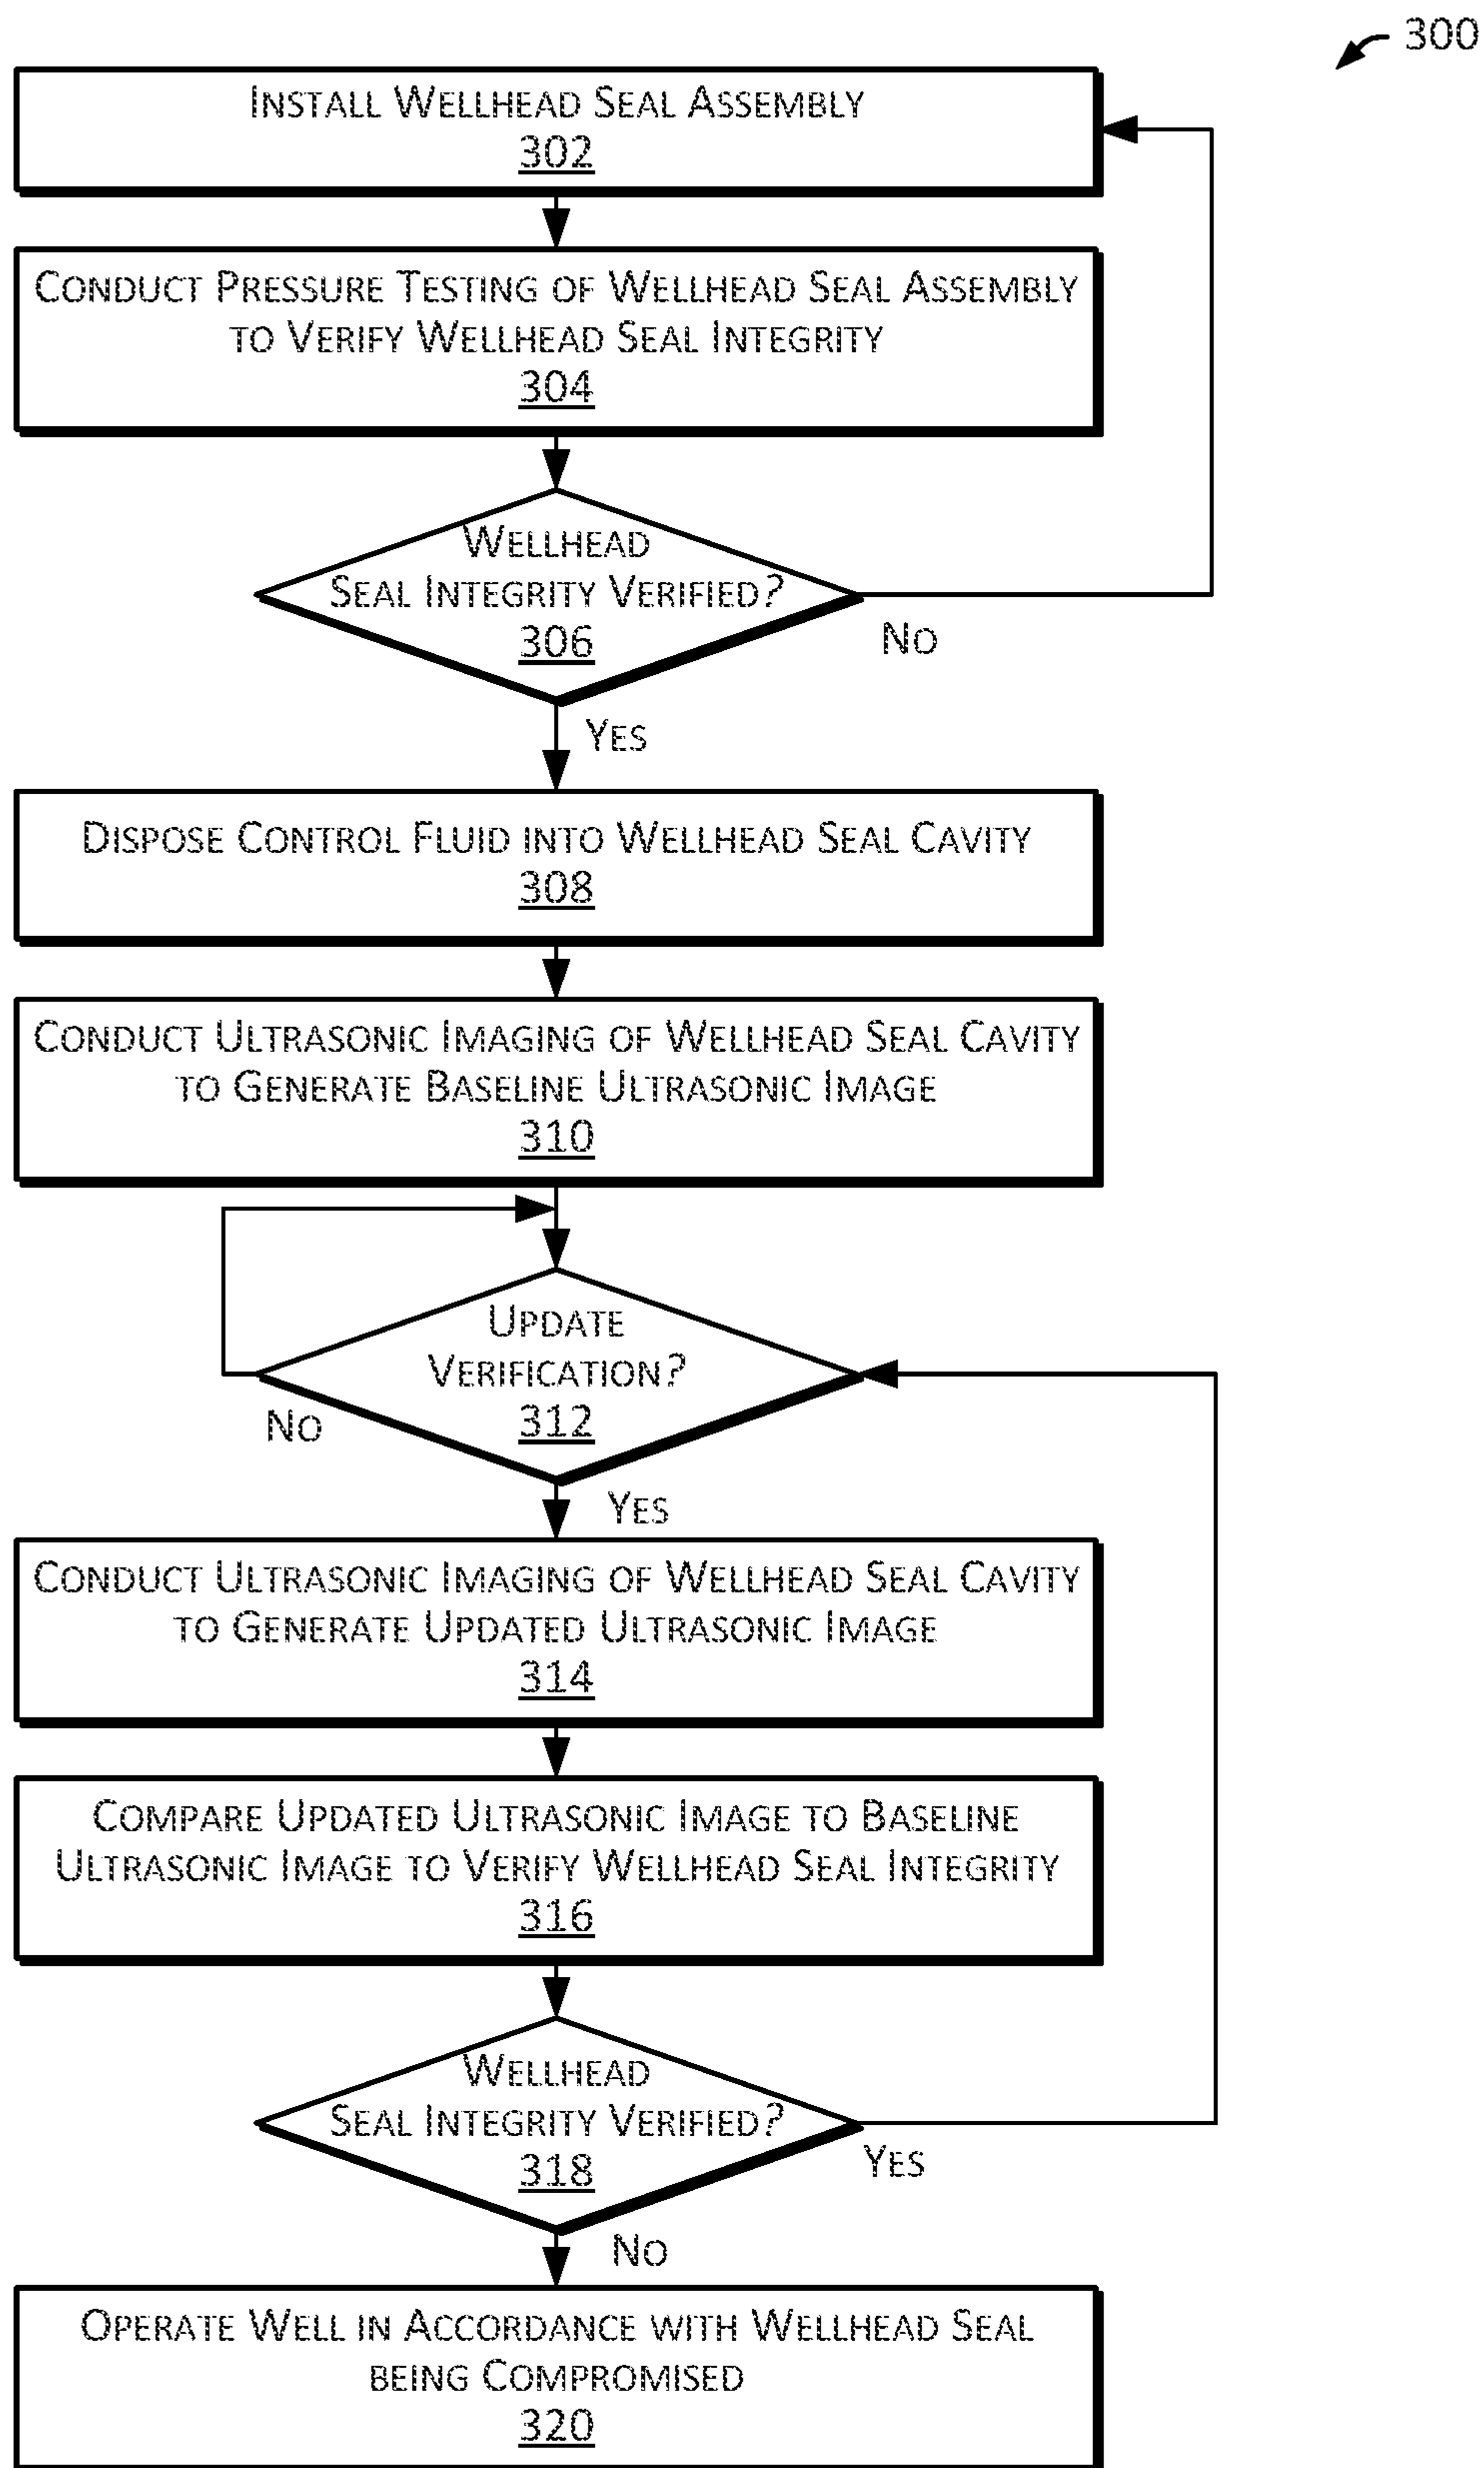 300
INSTALL WELLHEAD SEAL ASSEMBLY
302
CONDUCT PRESSURE TESTING OF WELLHEAD SEAL ASSEMBLY
TO VERIFY WELLHEAD SEAL INTEGRITY
304
WELLHEAD
SEAL INTEGRITY VERIFIED?
306
NO
YES
DISPOSE CONTROL FLUID INTO WELLHEAD SEAL CAVITY
308
CONDUCT ULTRASONIC IMAGING OF WELLHEAD SEAL CAVITY
TO GENERATE BASELINE ULTRASONIC IMAGE
310
UPDATE
VERIFICATION?
312
NO
YES
CONDUCT ULTRASONIC IMAGING OF WELLHEAD SEAL CAVITY
TO GENERATE UPDATED ULTRASONIC IMAGE
314
COMPARE UPDATED ULTRASONIC IMAGE TO BASELINE
ULTRASONIC IMAGE TO VERIFY WELLHEAD SEAL INTEGRITY
316
WELLHEAD
SEAL INTEGRITY VERIFIED?
318
YES
NO
OPERATE WELL IN ACCORDANCE WITH WELLHEAD SEAL
BEING COMPROMISED
320